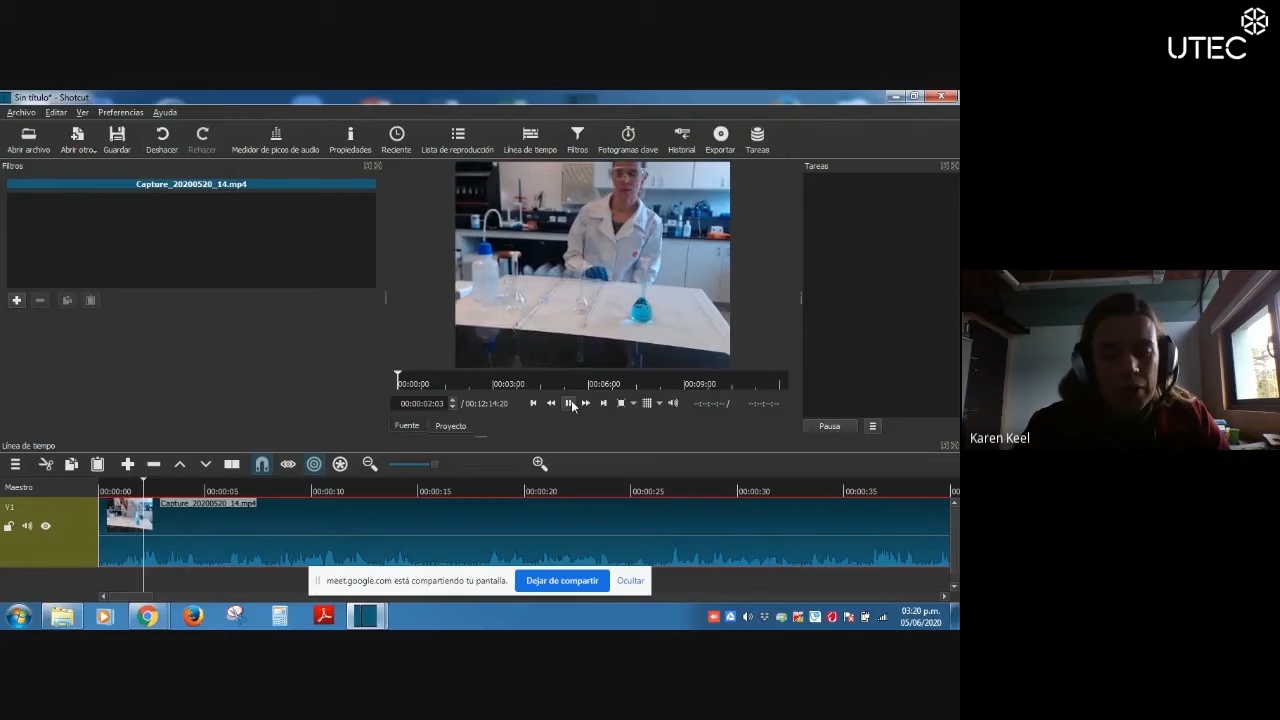 UTEC
Sin título* - Shotcut
Archivo Editar Ver Preferencias Ayuda
Abrir archivo Abrir otro.. Guardar Deshacer Rehacer Medidor de picos de audio Propiedades Reciente Lista de reproducción Línea de tiempo Filtros Fotogramas clave Historial Exportar Tareas
Filtros
Tareas
Capture_20200520_14.mp4
00:00:00 00:03:00 00:06:00 00:09:00
00:00:02:03 / 00:12:14:20 --:--:--:-- / --:--:--:--
Fuente Proyecto
Pausa
Karen Keel
Línea de tiempo
Maestro
00:00:00 00:00:05 00:00:10 00:00:15 00:00:20 00:00:25 00:00:30 00:00:35 00
V1
Capture_20200520_14.mp4
meet.google.com está compartiendo tu pantalla. Dejar de compartir Ocultar
03:20 p.m.
05/06/2020